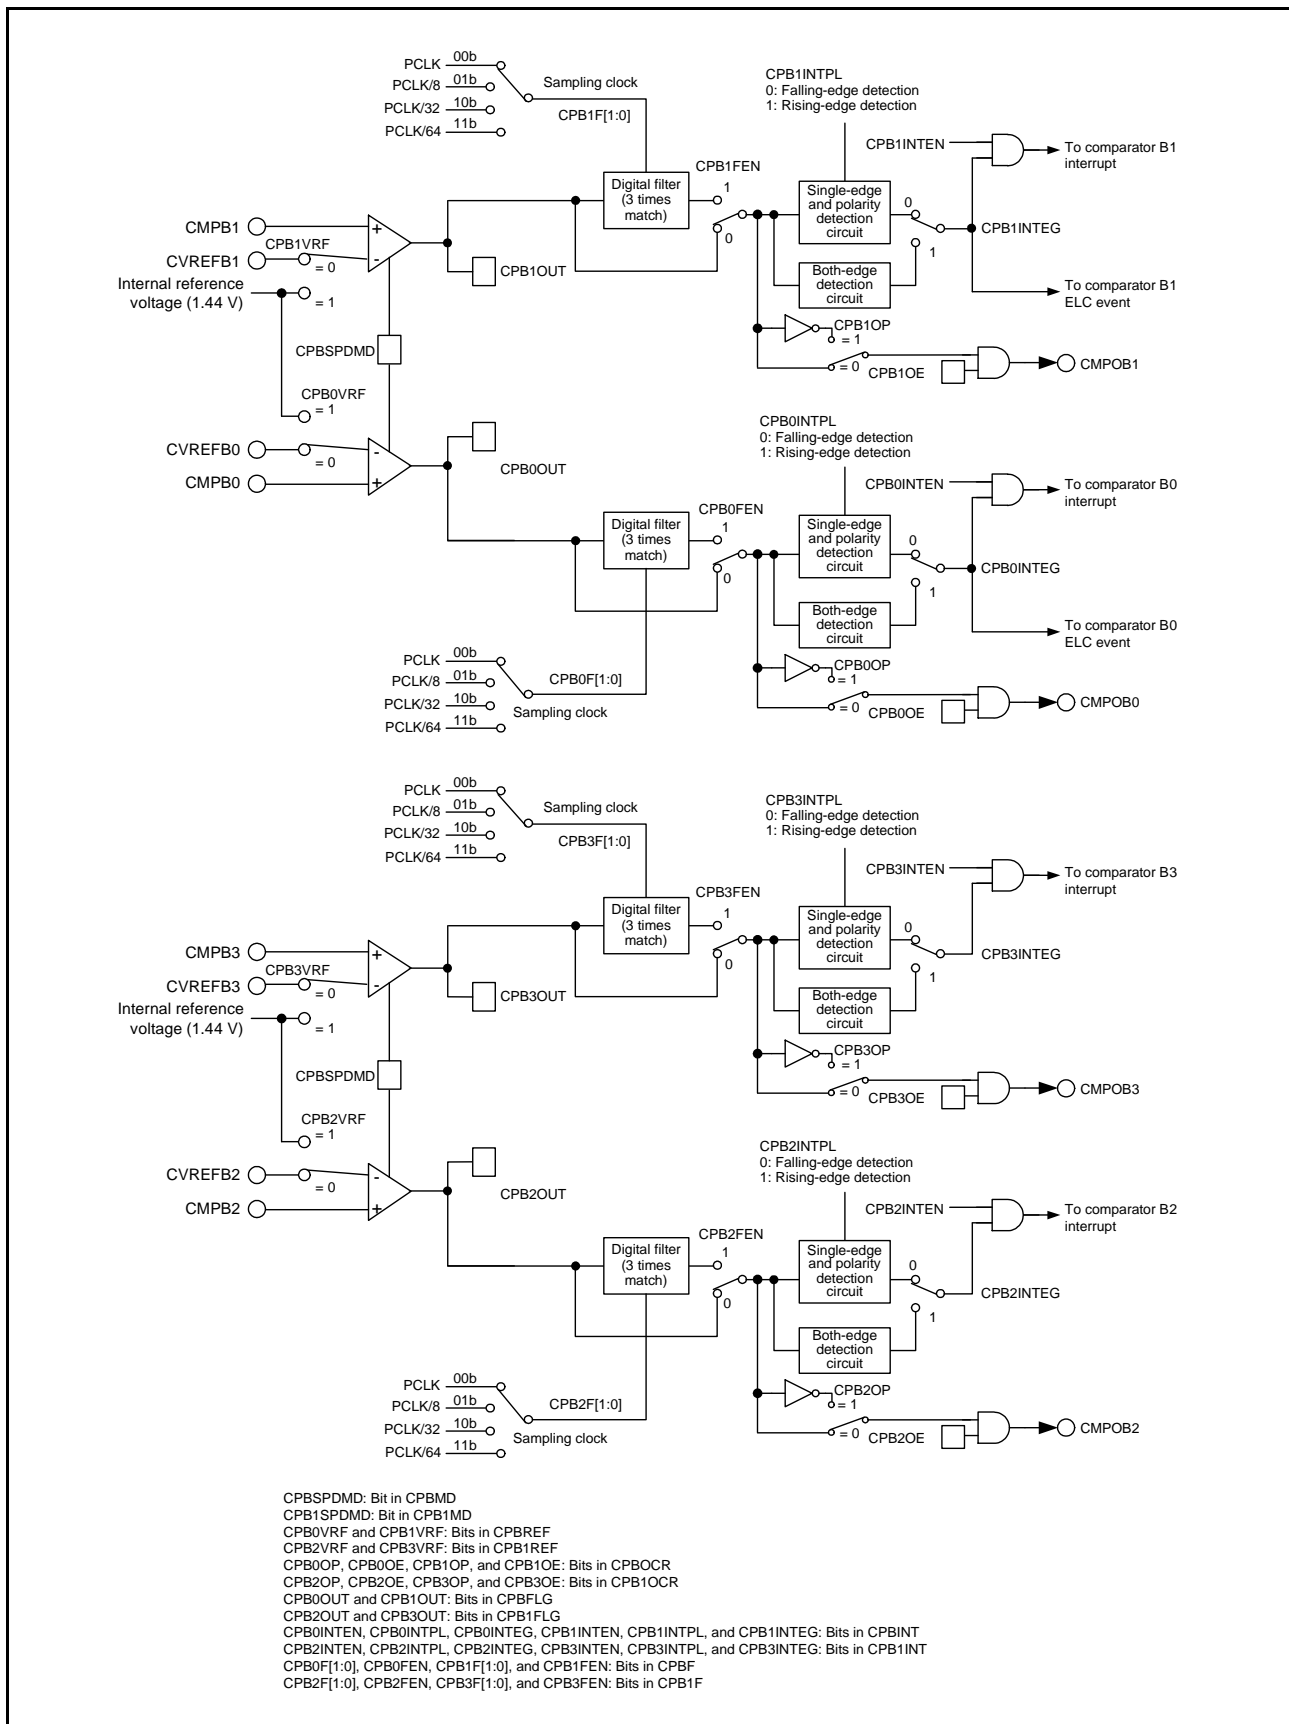 PCLK 00b
PCLK/8 01b
PCLK/32 10b
PCLK/64 11b
Sampling clock
CPB1F[1:0]
CPB1INTPL
0: Falling-edge detection
1: Rising-edge detection
CPB1INTEN
To comparator B1
interrupt
CPB1FEN
1
0
Digital filter
(3 times
match)
Single-edge
and polarity
detection
circuit
0
1
CPB1INTEG
Both-edge
detection
circuit
To comparator B1
ELC event
CMPB1
+
CVREFB1
CPB1VRF
= 0
-
Internal reference
voltage (1.44 V)
= 1
CPB1OUT
CPB1OP
= 1
= 0
CPB1OE
CMPOB1
CPBSPDMD
CPB0VRF
= 1
CVREFB0
= 0
-
CMPB0
+
CPB0OUT
CPB0INTPL
0: Falling-edge detection
1: Rising-edge detection
CPB0INTEN
To comparator B0
interrupt
CPB0FEN
1
0
Digital filter
(3 times
match)
Single-edge
and polarity
detection
circuit
0
1
CPB0INTEG
Both-edge
detection
circuit
To comparator B0
ELC event
PCLK 00b
PCLK/8 01b
PCLK/32 10b
PCLK/64 11b
CPB0F[1:0]
Sampling clock
CPB0OP
= 1
= 0
CPB0OE
CMPOB0
PCLK 00b
PCLK/8 01b
PCLK/32 10b
PCLK/64 11b
Sampling clock
CPB3F[1:0]
CPB3INTPL
0: Falling-edge detection
1: Rising-edge detection
CPB3INTEN
To comparator B3
interrupt
CPB3FEN
1
0
Digital filter
(3 times
match)
Single-edge
and polarity
detection
circuit
0
1
CPB3INTEG
Both-edge
detection
circuit
CMPB3
+
CVREFB3
CPB3VRF
= 0
-
Internal reference
voltage (1.44 V)
= 1
CPB3OUT
CPB3OP
= 1
= 0
CPB3OE
CMPOB3
CPBSPDMD
CPB2VRF
= 1
CVREFB2
= 0
-
CMPB2
+
CPB2OUT
CPB2INTPL
0: Falling-edge detection
1: Rising-edge detection
CPB2INTEN
To comparator B2
interrupt
CPB2FEN
1
0
Digital filter
(3 times
match)
Single-edge
and polarity
detection
circuit
0
1
CPB2INTEG
Both-edge
detection
circuit
PCLK 00b
PCLK/8 01b
PCLK/32 10b
PCLK/64 11b
CPB2F[1:0]
Sampling clock
CPB2OP
= 1
= 0
CPB2OE
CMPOB2
CPBSPDMD: Bit in CPBMD
CPB1SPDMD: Bit in CPB1MD
CPB0VRF and CPB1VRF: Bits in CPBREF
CPB2VRF and CPB3VRF: Bits in CPB1REF
CPB0OP, CPB0OE, CPB1OP, and CPB1OE: Bits in CPBOCR
CPB2OP, CPB2OE, CPB3OP, and CPB3OE: Bits in CPB1OCR
CPB0OUT and CPB1OUT: Bits in CPBFLG
CPB2OUT and CPB3OUT: Bits in CPB1FLG
CPB0INTEN, CPB0INTPL, CPB0INTEG, CPB1INTEN, CPB1INTPL, and CPB1INTEG: Bits in CPBINT
CPB2INTEN, CPB2INTPL, CPB2INTEG, CPB3INTEN, CPB3INTPL, and CPB3INTEG: Bits in CPB1INT
CPB0F[1:0], CPB0FEN, CPB1F[1:0], and CPB1FEN: Bits in CPBF
CPB2F[1:0], CPB2FEN, CPB3F[1:0], and CPB3FEN: Bits in CPB1F